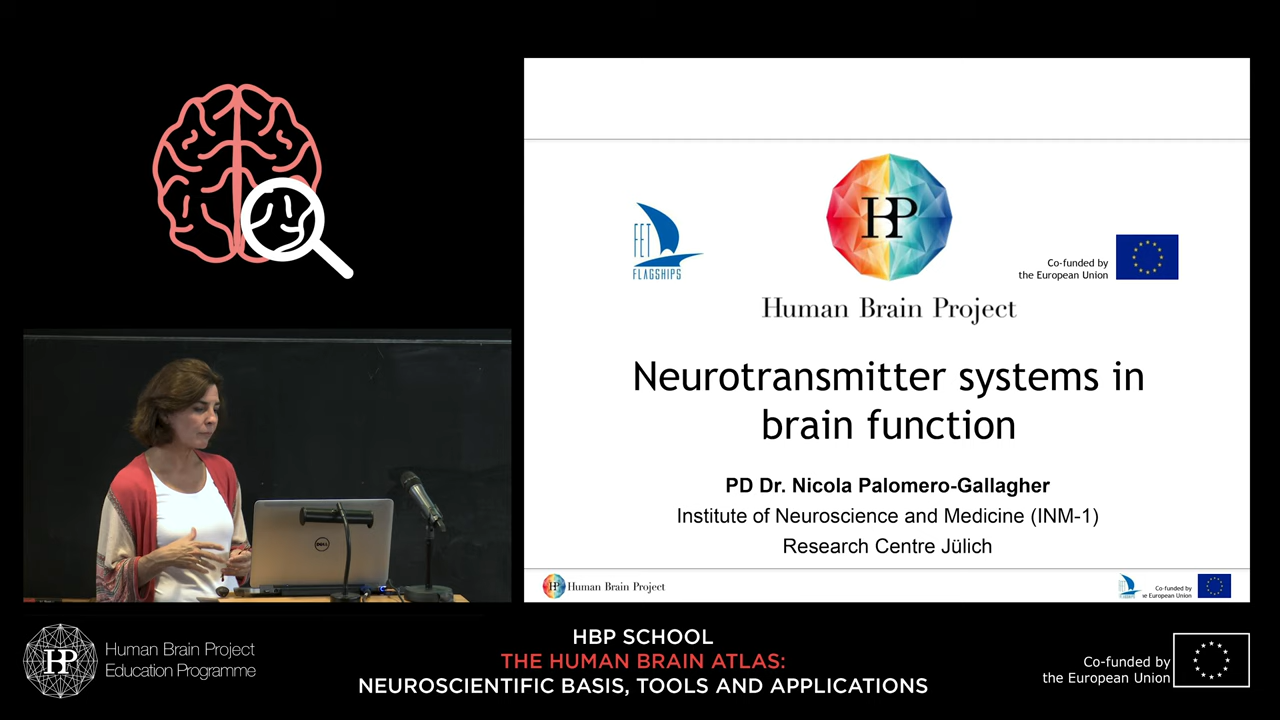 FET
FLAGSHIPS
HBP
Co-funded by
the European Union
Human Brain Project
Neurotransmitter systems in
brain function
PD Dr. Nicola Palomero-Gallagher
Institute of Neuroscience and Medicine (INM-1)
Research Centre Jülich
HBP
Human Brain Project
FLAGSHIPS
Co-funded by
e European Union
DELL
HBP
Human Brain Project
Education Programme
HBP SCHOOL
THE HUMAN BRAIN ATLAS:
NEUROSCIENTIFIC BASIS, TOOLS AND APPLICATIONS
Co-funded by
the European Union